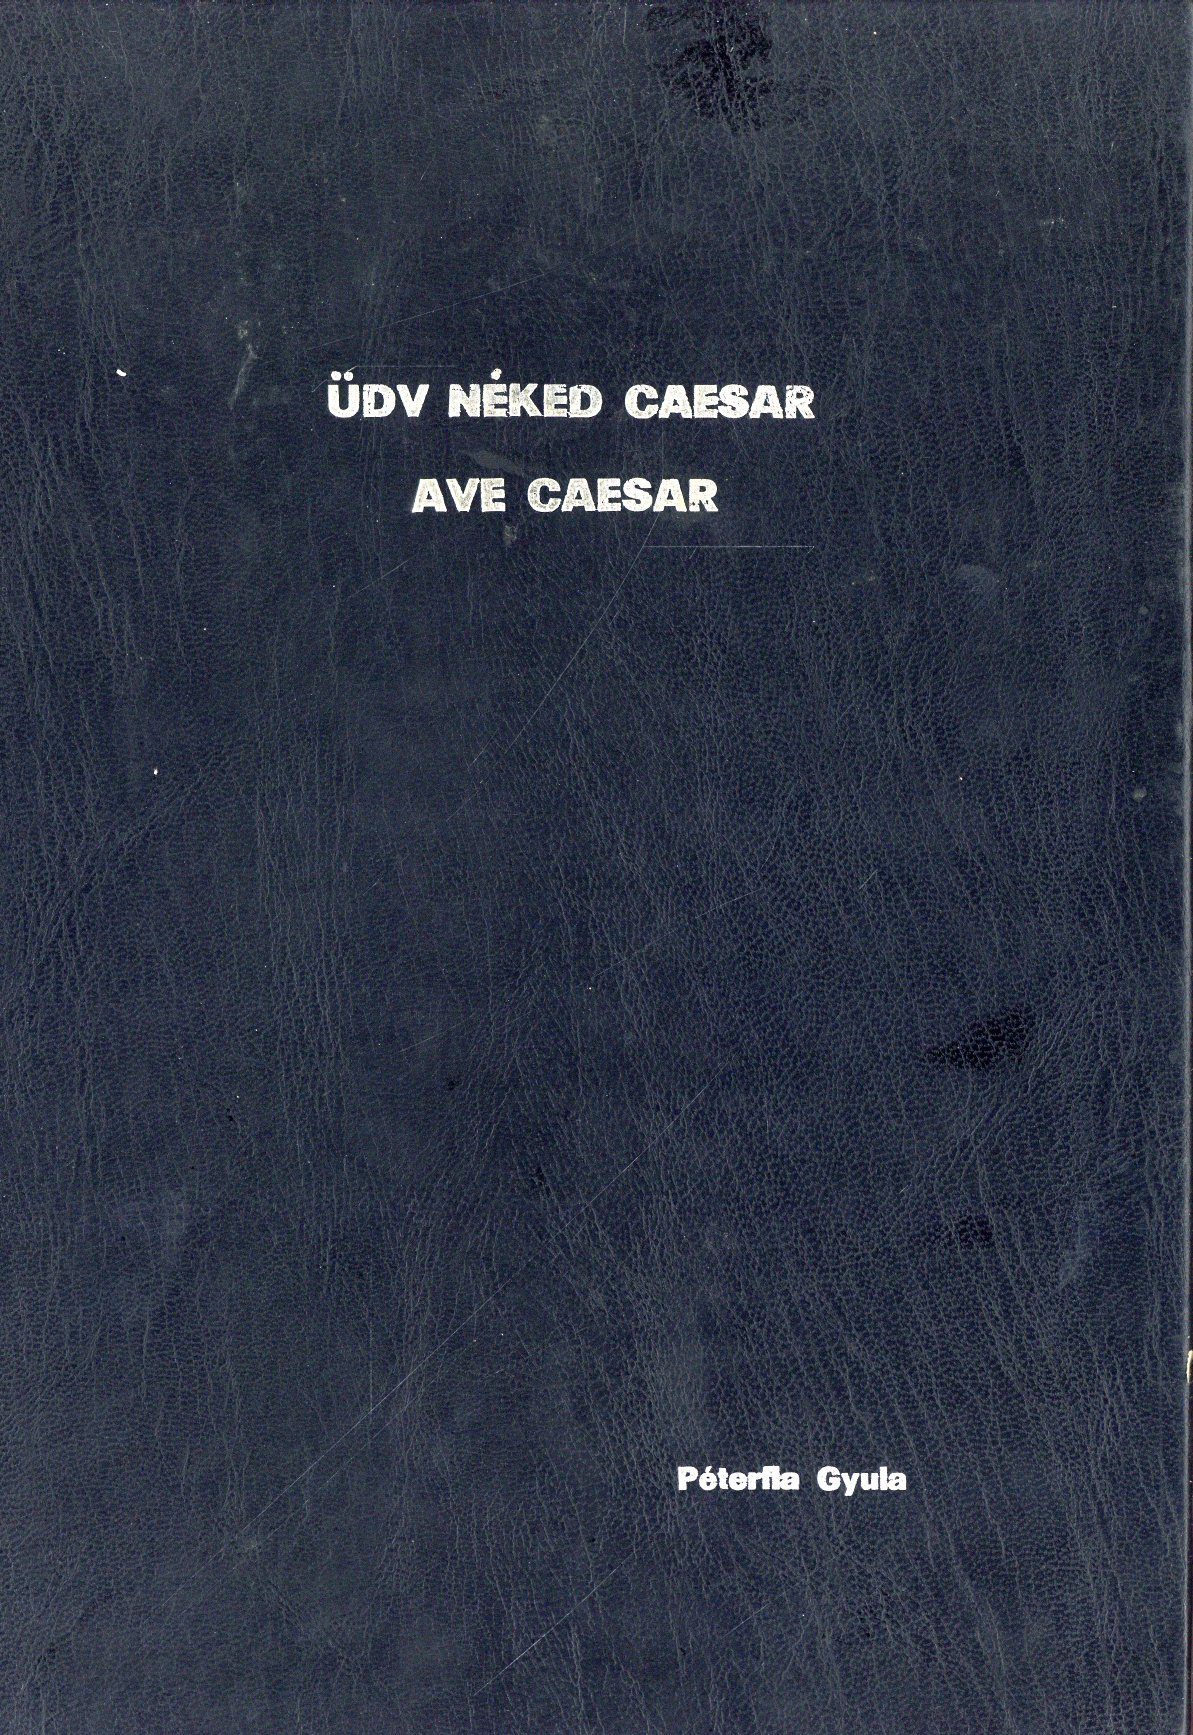 ÜDV NÉKED CAESAR
AVE CAESAR
Péterfia Gyula